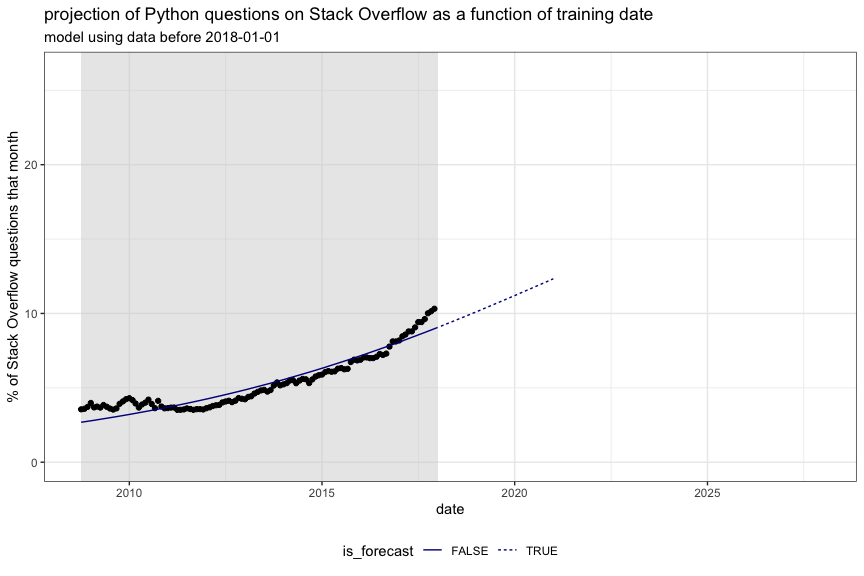 projection of Python questions on Stack Overflow as a function of training date
model using data before 2018-01-01
% of Stack Overflow questions that month
20
10
0
2010 2015 2020 2025
date
is_forecast FALSE TRUE